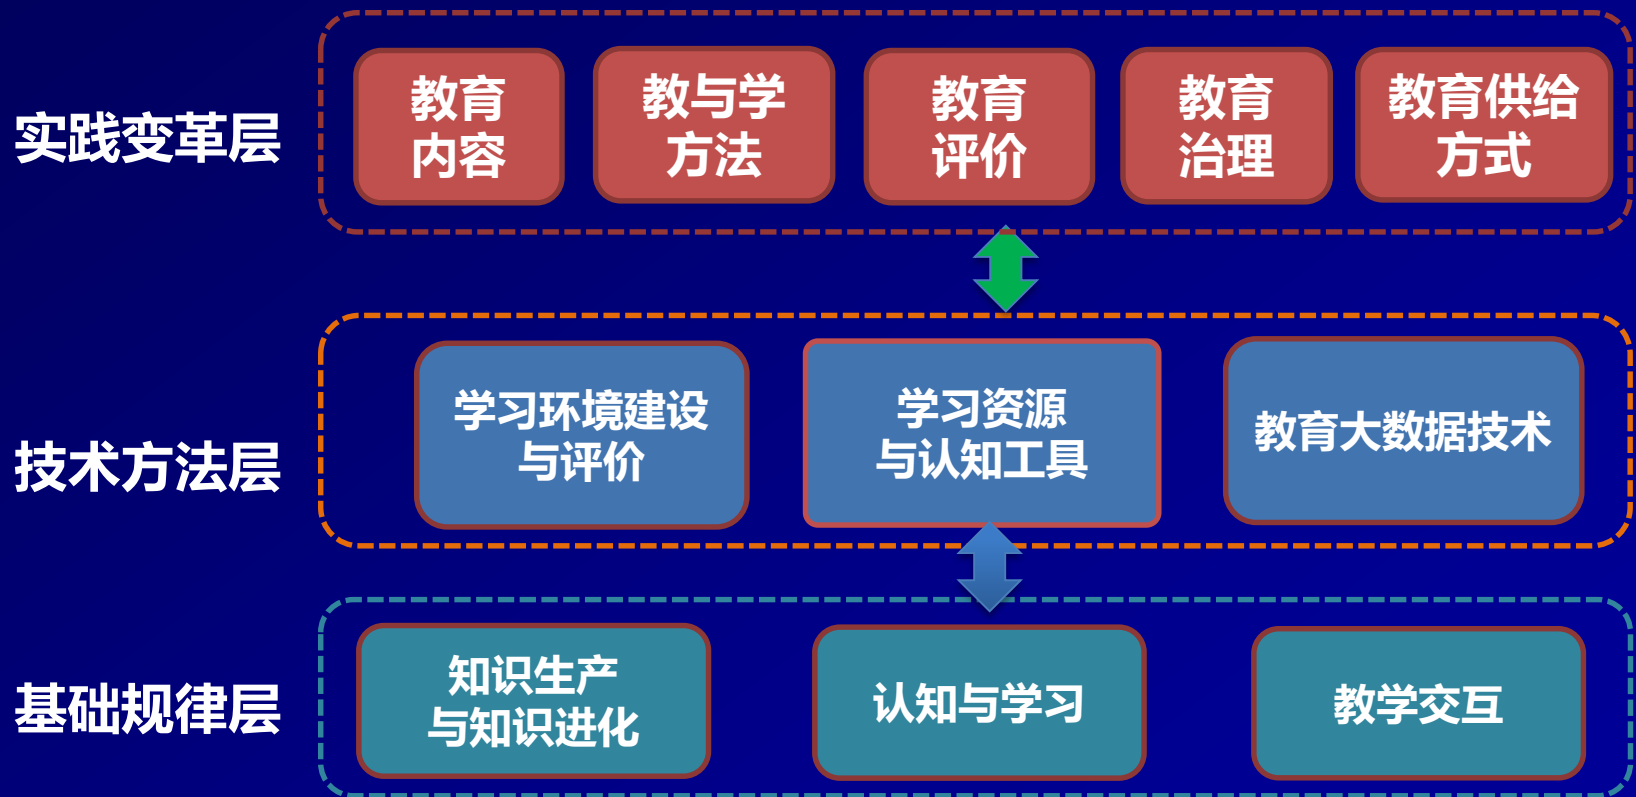 实践变革层
教育
内容
教与学
方法
教育
评价
教育
治理
教育供给
方式
技术方法层
学习环境建设
与评价
学习资源
与认知工具
教育大数据技术
基础规律层
知识生产
与知识进化
认知与学习
教学交互